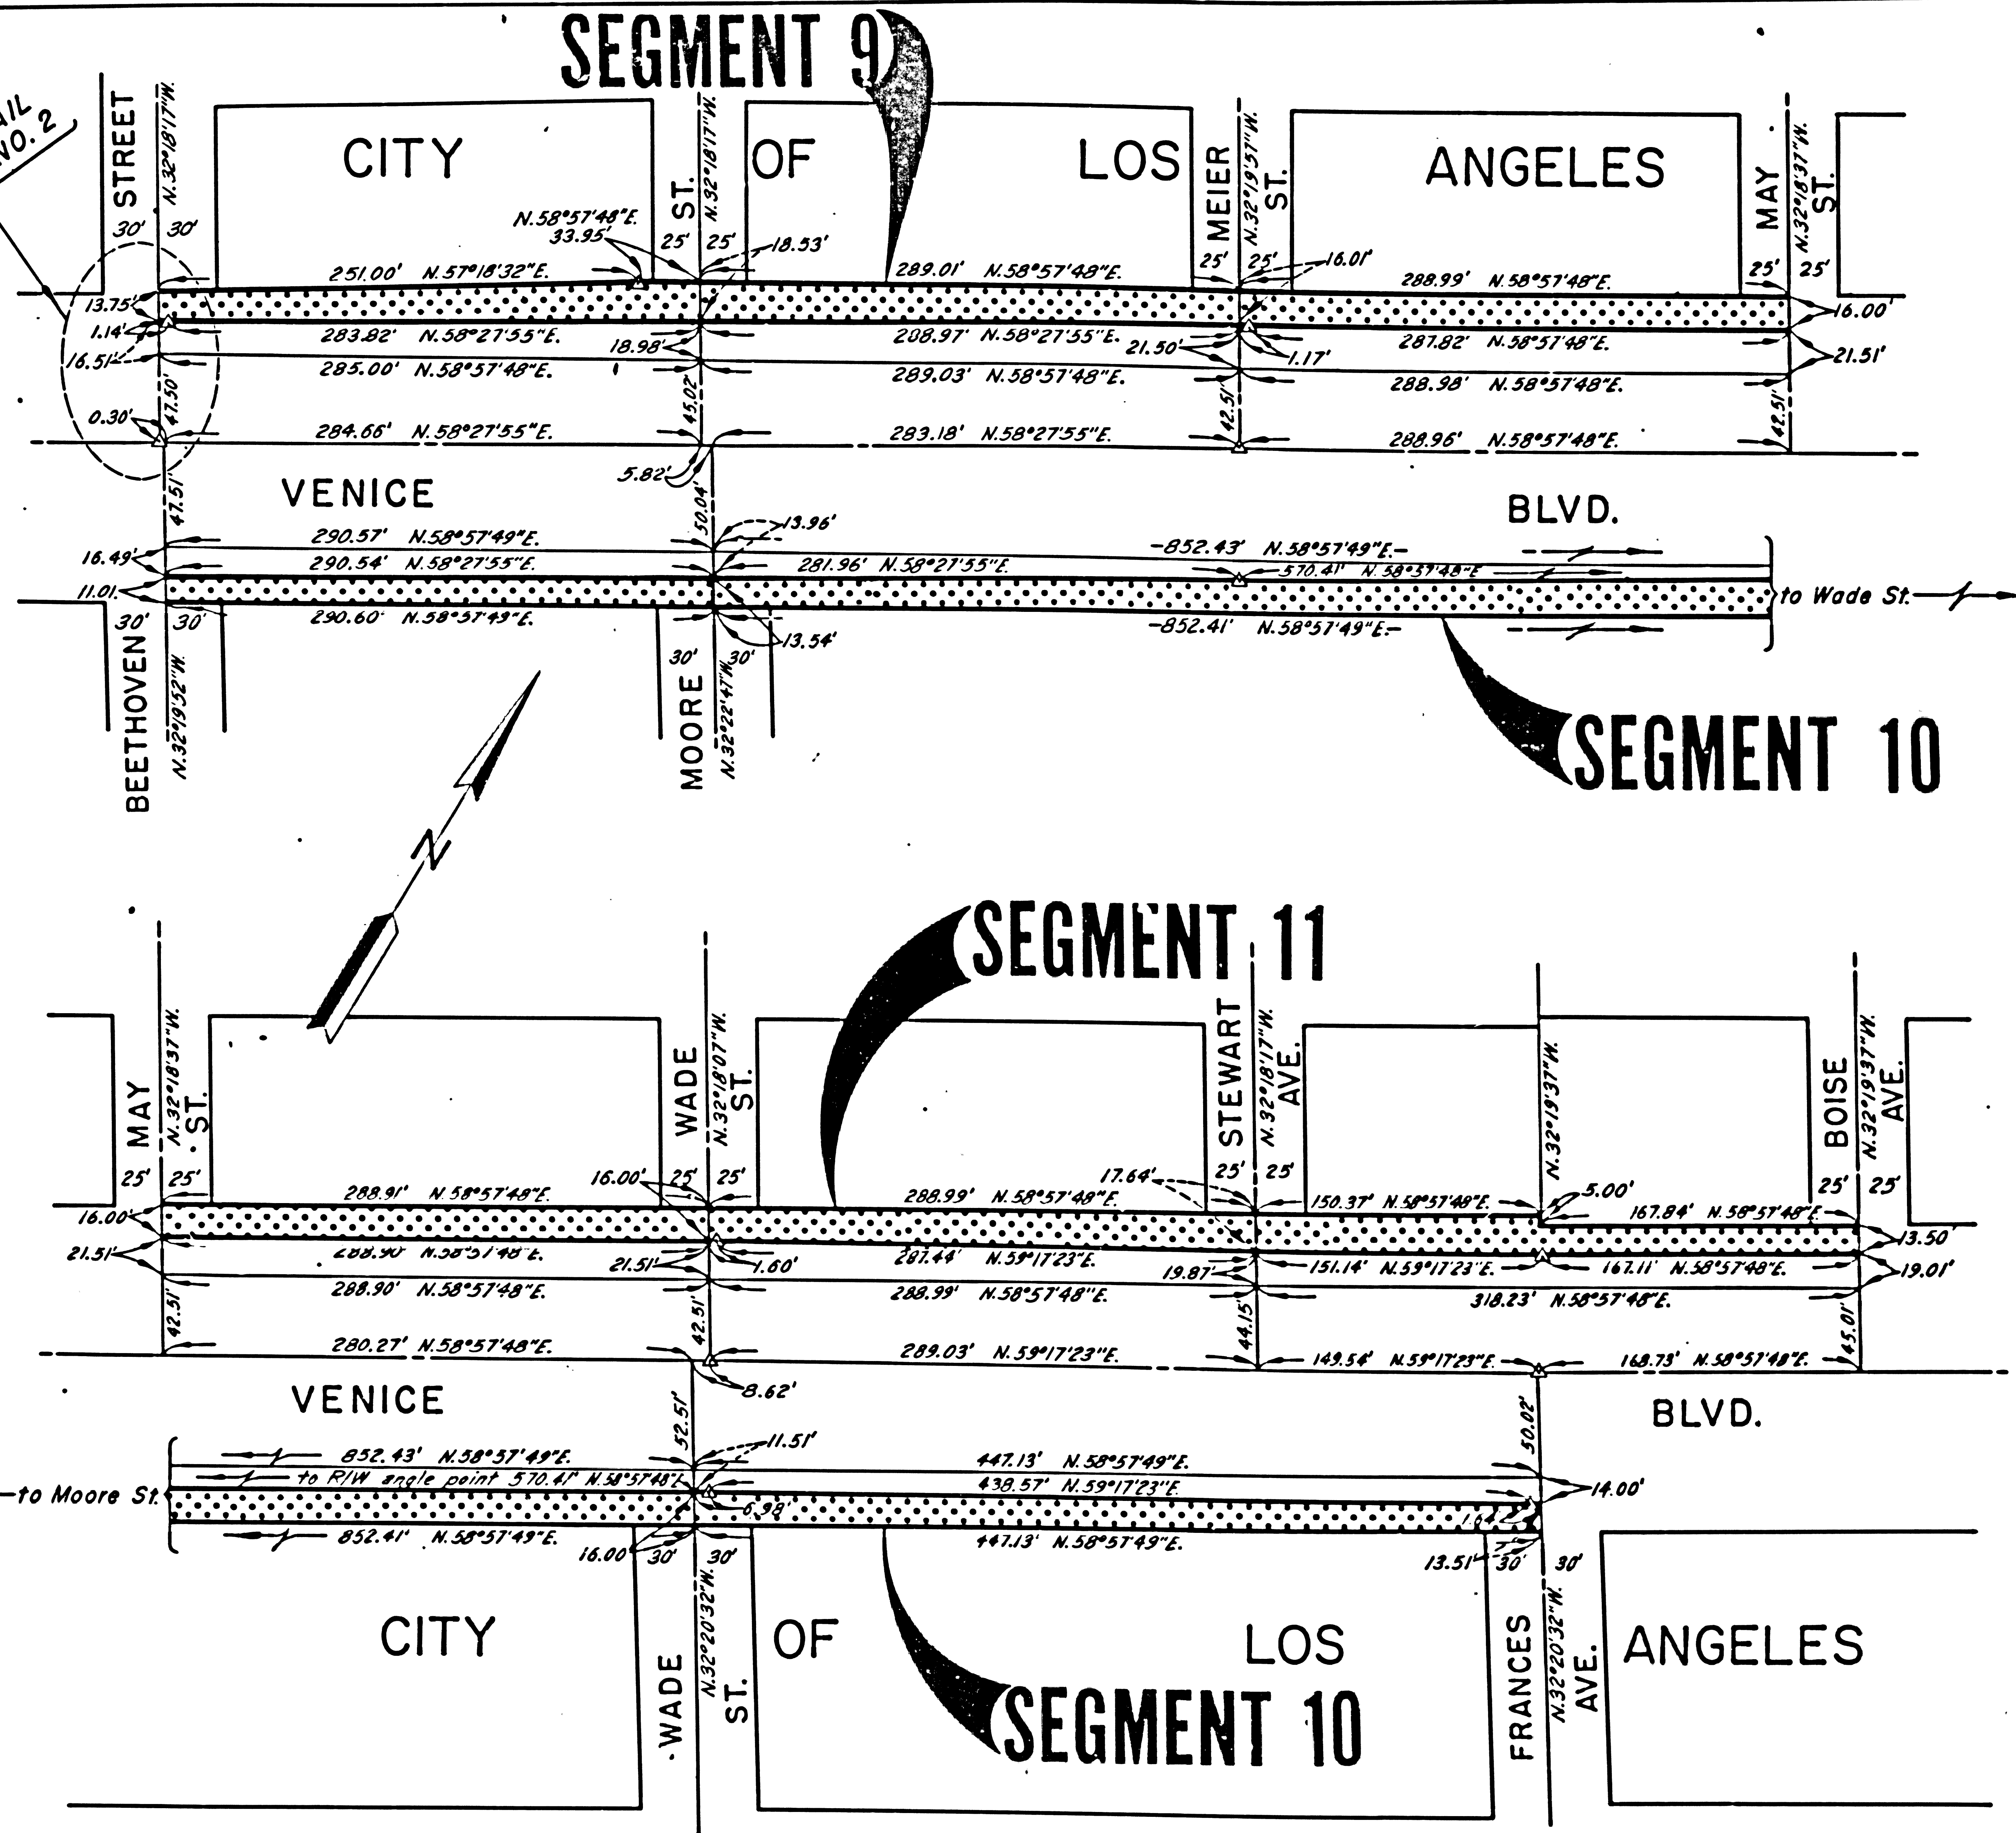 SEGMENT 9
NO. 2
STREET
N.32°18'17"W.
CITY
ST.
N.32°18'17"W.
OF
LOS
MEIER
N.32°19'57"W.
ST.
ANGELES
MAY
N.32°18'37"W.
ST.
30' 30'
N.58°57'48"E.
33.95'
25' 25'
18.53'
25' 25'
16.01'
25' 25'
251.00' N.57°18'32"E.
289.01' N.58°57'48"E.
288.99' N.58°57'48"E.
13.75'
16.00'
1.14'
283.82' N.58°27'55"E.
18.98'
288.97' N.58°27'55"E.
21.50'
1.17'
287.82' N.58°57'48"E.
16.51'
285.00' N.58°57'48"E.
289.03' N.58°57'48"E.
288.98' N.58°57'48"E.
21.51'
47.50'
45.02'
42.51'
42.51'
0.30'
284.66' N.58°27'55"E.
283.18' N.58°27'55"E.
288.96' N.58°57'48"E.
5.82'
47.51'
VENICE
50.04'
BLVD.
13.96'
290.57' N.58°57'49"E.
852.43' N.58°57'49"E.
16.49'
290.54' N.58°27'55"E.
281.96' N.58°27'55"E.
570.41' N.58°57'48"E
11.01
to Wade St.
290.60' N.58°57'49"E.
852.41' N.58°57'49"E.
13.54'
30' 30'
30' 30'
BEETHOVEN
N.32°19'52"W.
MOORE
N.32°22'47"W.
SEGMENT 10
N
SEGMENT 11
MAY
N.32°18'37"W.
ST.
WADE
N.32°18'07"W.
ST.
STEWART
N.32°18'17"W.
AVE.
N.32°19'37"W.
BOISE
N.32°19'37"W.
AVE.
25' 25'
16.00'
25' 25'
17.64'
25' 25'
5.00'
25' 25'
288.91' N.58°57'48"E.
288.99' N.58°57'48"E.
150.37' N.58°57'48"E.
167.84' N.58°57'48"E.
16.00'
13.50'
21.51'
288.90' N.58°57'48"E.
21.51'
1.60'
287.44' N.59°17'23"E.
19.87'
151.14' N.59°17'23"E.
167.11' N.58°57'48"E.
19.01'
288.90' N.58°57'48"E.
288.99' N.58°57'48"E.
318.23' N.58°57'48"E.
42.51'
42.51'
44.15'
45.01'
280.27' N.58°57'48"E.
289.03' N.59°17'23"E.
149.54' N.59°17'23"E.
168.73' N.58°57'48"E.
8.62'
VENICE
52.51'
50.02'
BLVD.
11.51'
852.43' N.58°57'49"E.
447.13' N.58°57'49"E.
to R/W angle point 570.41' N.58°57'48"
438.57' N.59°17'23"E.
14.00'
to Moore St.
6.98'
1.64'
852.41' N.58°57'49"E.
447.13' N.58°57'49"E.
16.00'
30' 30'
13.51'
30' 30'
CITY
WADE
N.32°20'32"W.
ST.
OF
LOS
FRANCES
N.32°20'32"W.
AVE.
ANGELES
SEGMENT 10